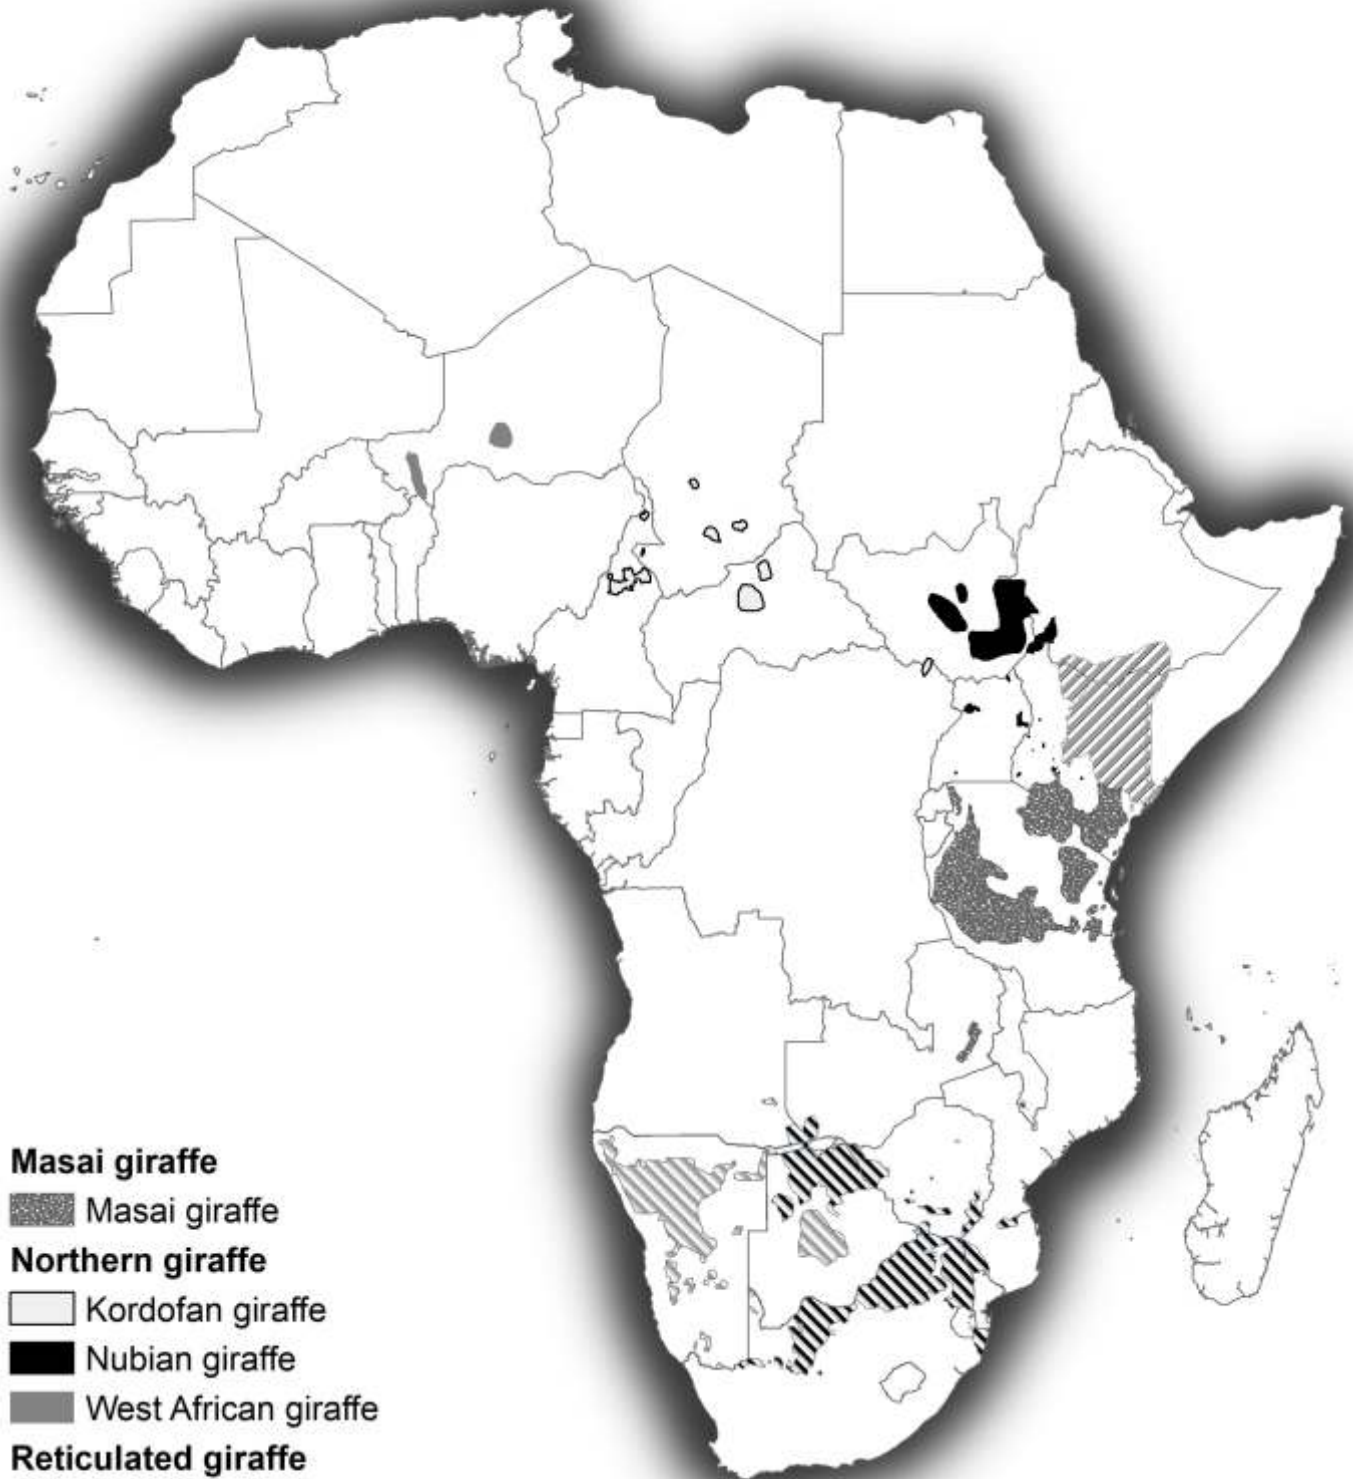 Masai giraffe
Masai giraffe
Northern giraffe
Kordofan giraffe
Nubian giraffe
West African giraffe
Reticulated giraffe